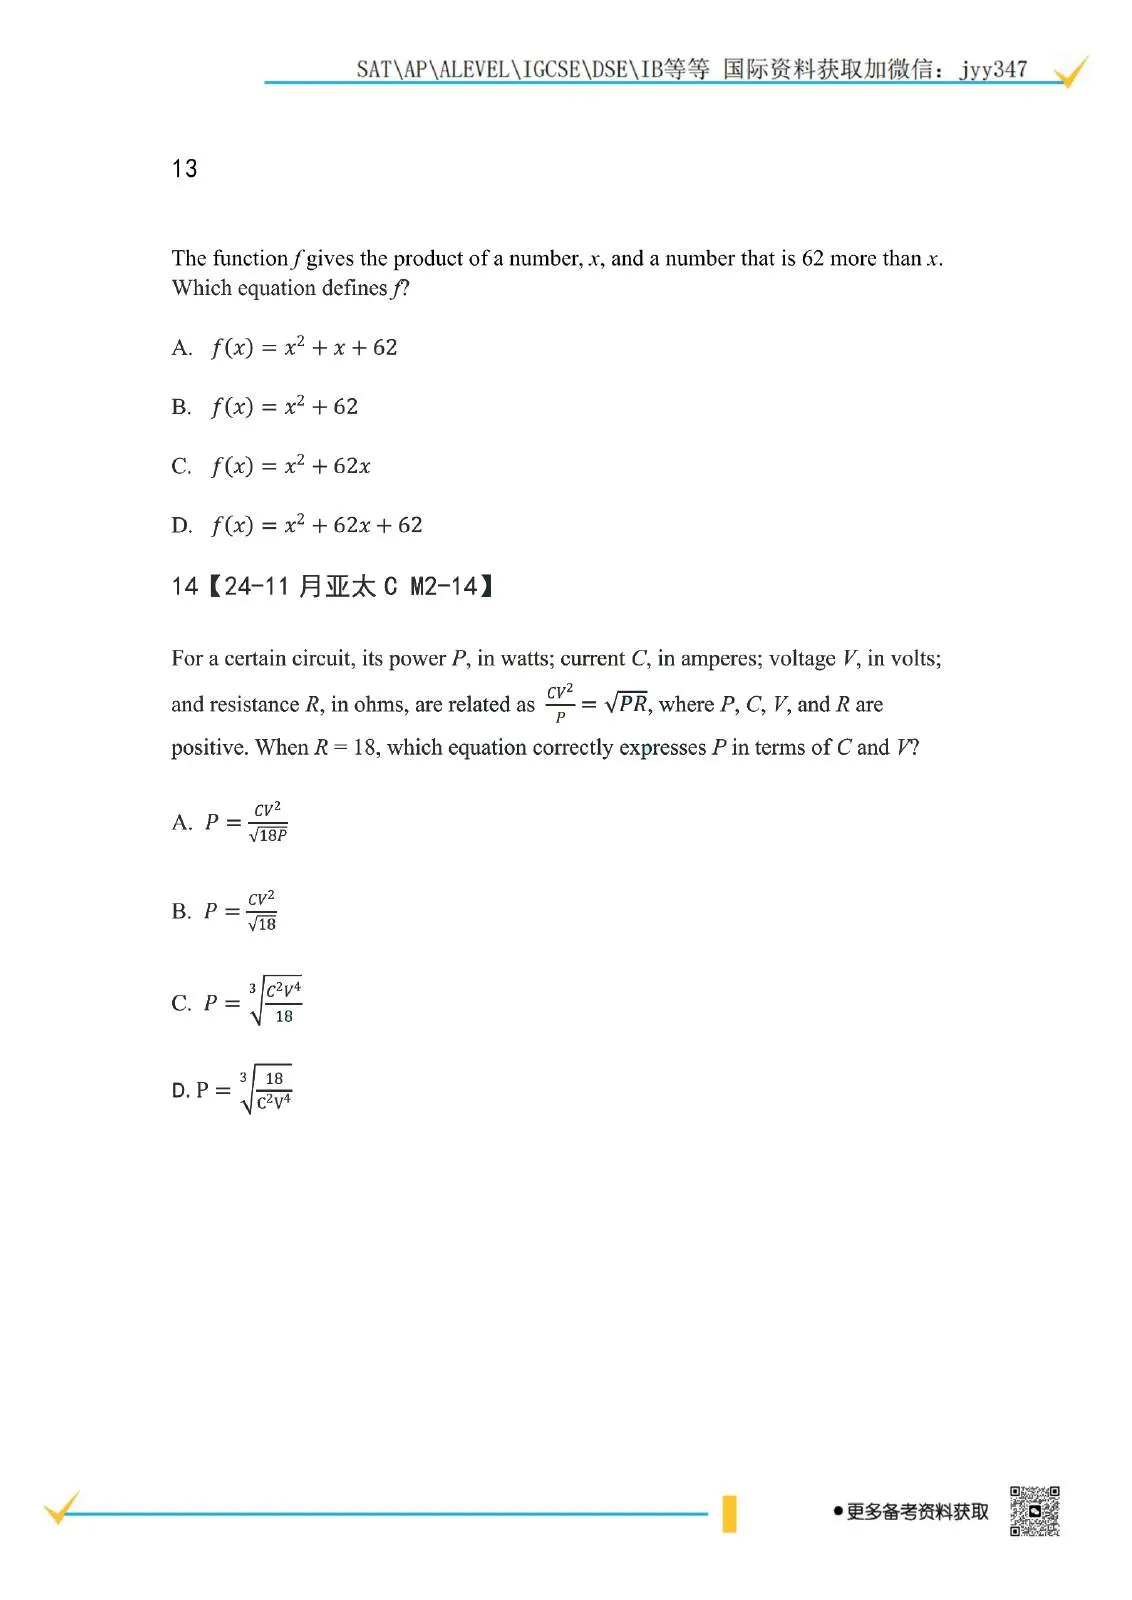 SAT\AP\ALEVEL\IGCSE\DSE\IB等等 国际资料获取加微信：jyy347
13
The function f gives the product of a number, x, and a number that is 62 more than x.
Which equation defines f?
A. f(x) = x² + x + 62
B. f(x) = x² + 62
C. f(x) = x² + 62x
D. f(x) = x² + 62x + 62
14【24-11 月亚太 C M2-14】
For a certain circuit, its power P, in watts; current C, in amperes; voltage V, in volts;
and resistance R, in ohms, are related as CV²/P = √PR, where P, C, V, and R are
positive. When R = 18, which equation correctly expresses P in terms of C and V?
A. P = CV²/√18P
B. P = CV²/√18
C. P = ³√C²V⁴/18
D. P = ³√18/C²V⁴
●更多备考资料获取